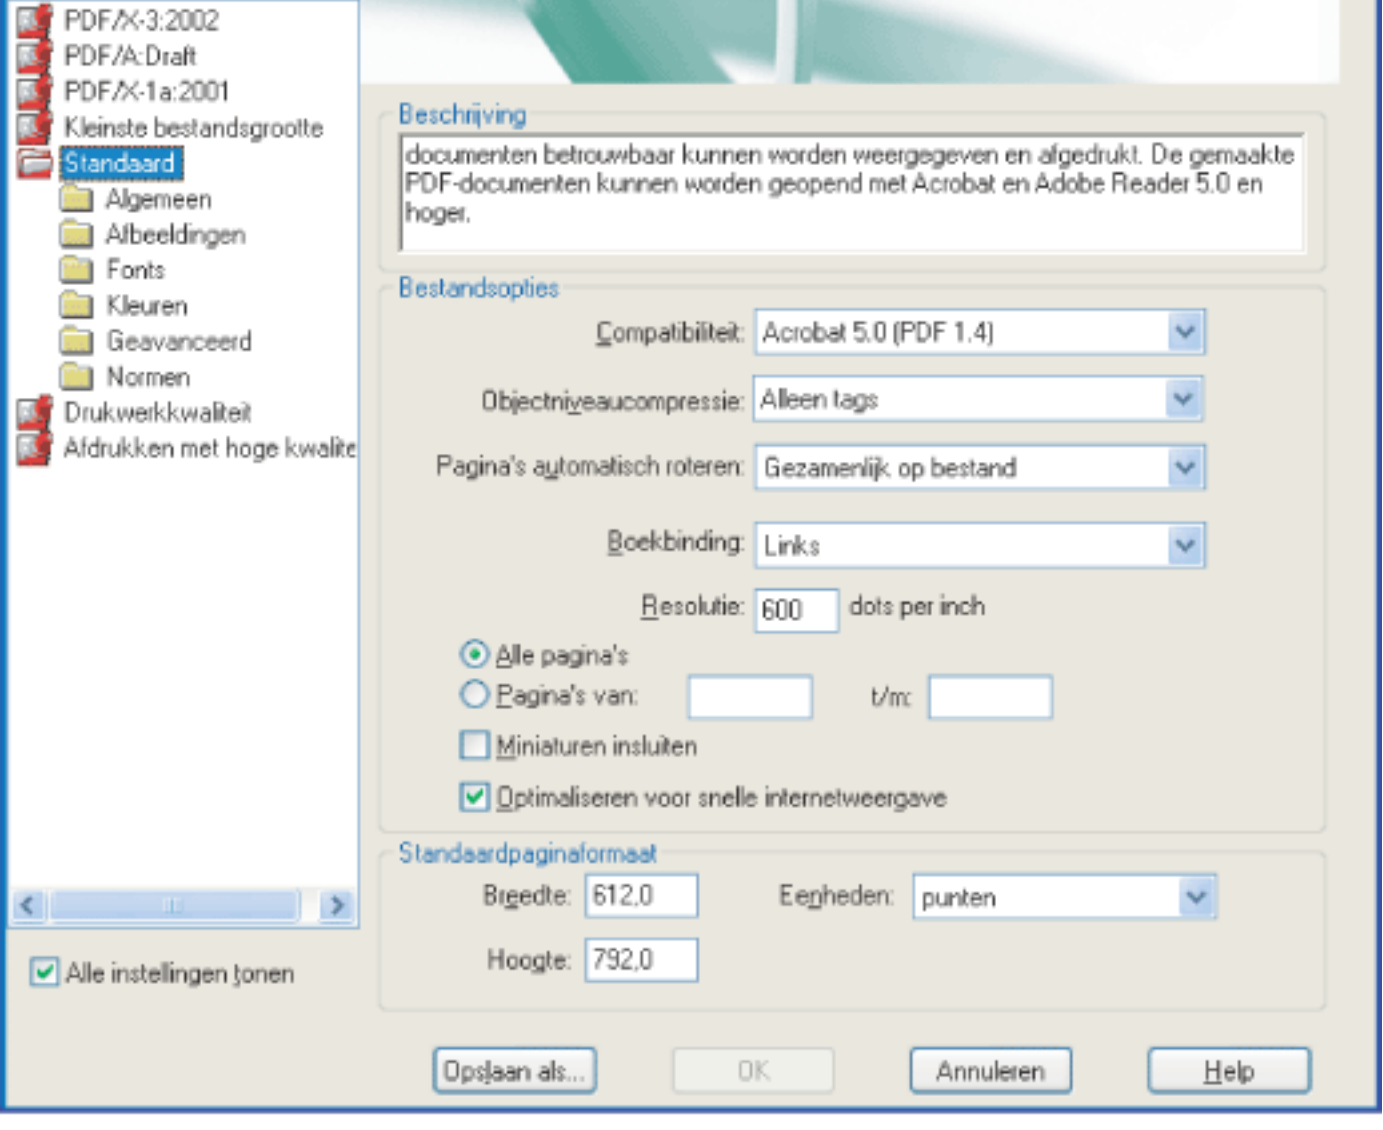 PDF/X-3:2002
PDF/A:Draft
PDF/X-1a:2001
Kleinste bestandsgrootte
Standaard
Algemeen
Afbeeldingen
Fonts
Kleuren
Geavanceerd
Normen
Drukwerkkwaliteit
Afdrukken met hoge kwalite
Alle instellingen tonen
Beschrijving
documenten betrouwbaar kunnen worden weergegeven en afgedrukt. De gemaakte
PDF-documenten kunnen worden geopend met Acrobat en Adobe Reader 5.0 en
hoger.
Bestandsopties
Compatibiliteit: Acrobat 5.0 (PDF 1.4)
Objectniveaucompressie: Alleen tags
Pagina's automatisch roteren: Gezamenlijk op bestand
Boekbinding: Links
Resolutie: 600 dots per inch
Alle pagina's
Pagina's van: t/m:
Miniaturen insluiten
Optimaliseren voor snelle internetweergave
Standaardpaginaformaat
Breedte: 612,0 Eenheden: punten
Hoogte: 792,0
Opslaan als... OK Annuleren Help